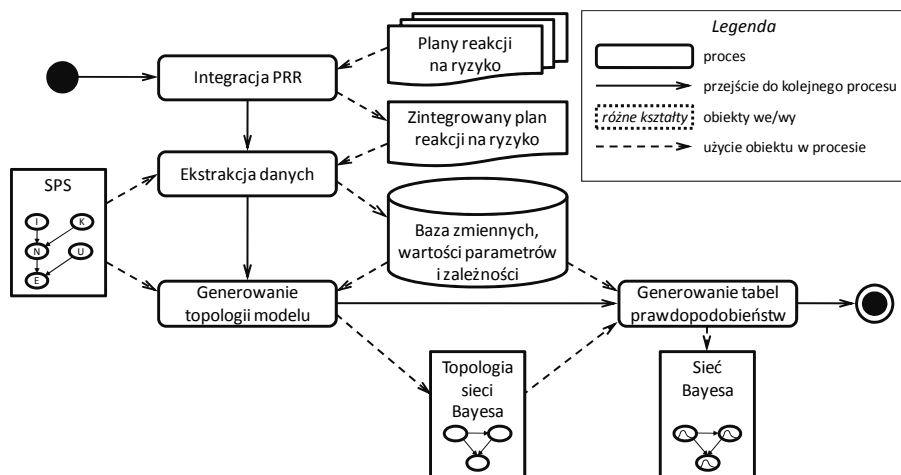 Plany reakcji
na ryzyko
Integracja PRR
Zintegrowany plan
reakcji na ryzyko
Ekstrakcja danych
SPS
I
K
N
U
E
Baza zmiennych,
wartości parametrów
i zależności
Generowanie
topologii modelu
Generowanie tabel
prawdopodobieństw
Topologia
sieci
Bayesa
Sieć
Bayesa
Legenda
proces
przejście do kolejnego procesu
różne kształty
obiekty we/wy
użycie obiektu w procesie